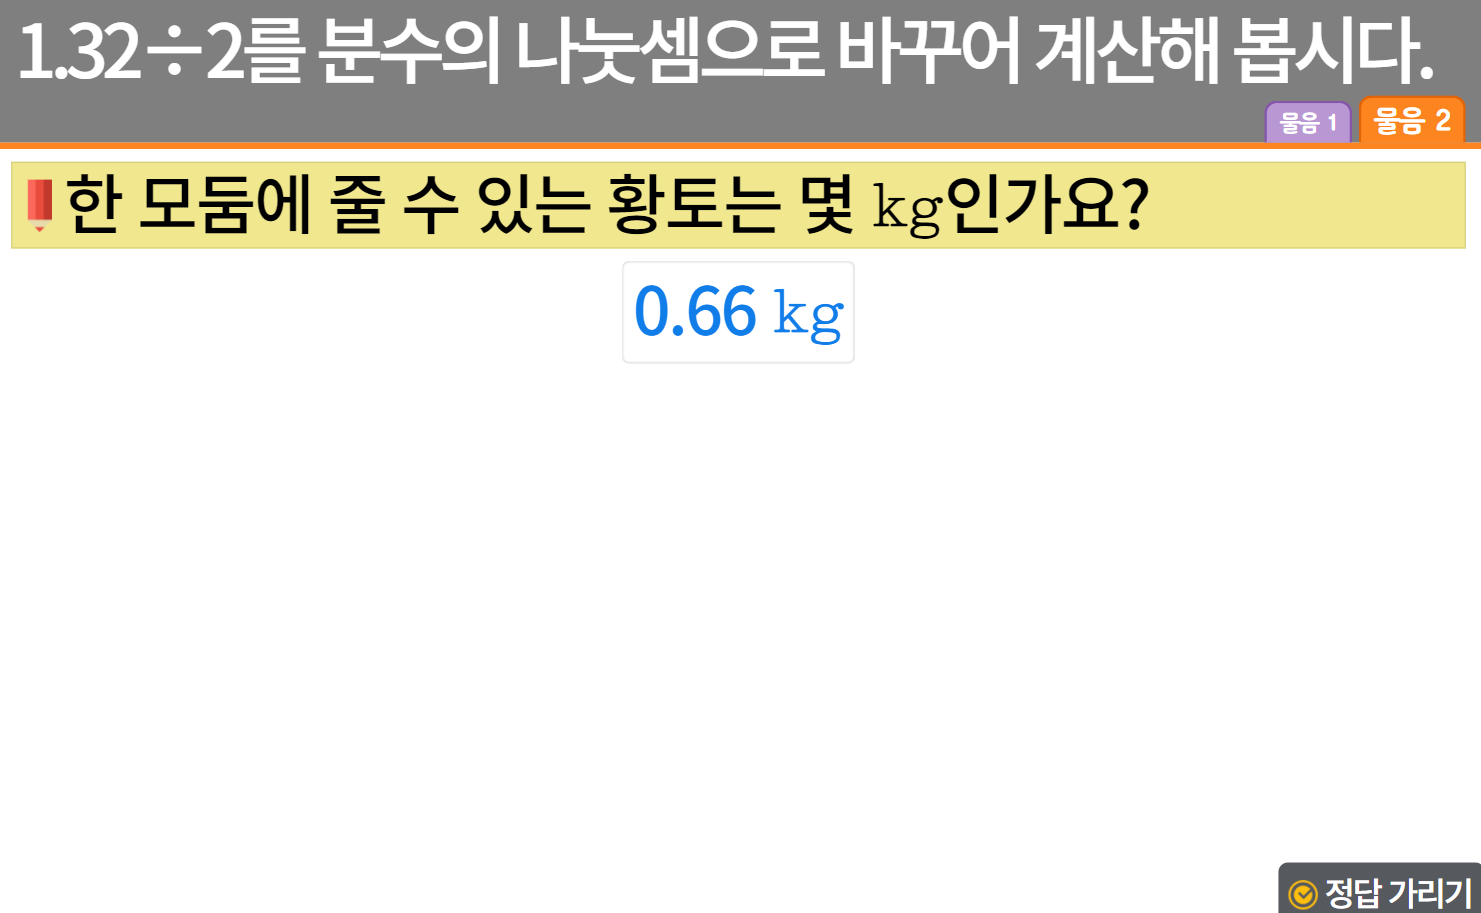 1.32÷2를 분수의 나눗셈으로 바꾸어 계산해 봅시다.
물음 1 물음 2
한 모둠에 줄 수 있는 황토는 몇 kg인가요?
0.66 kg
정답 가리기